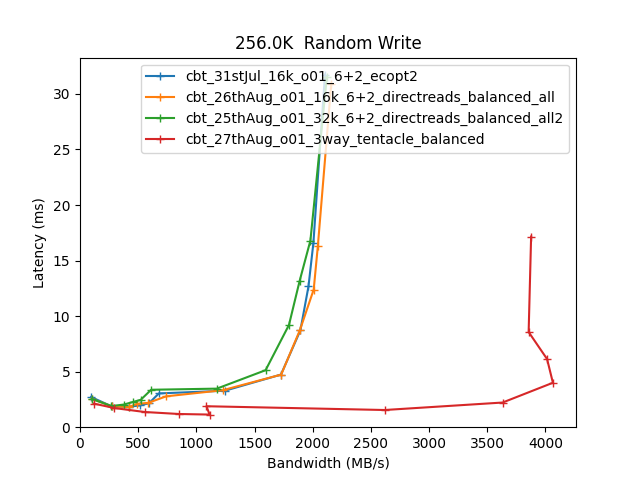 256.0K  Random Write
cbt_31stJul_16k_o01_6+2_ecopt2
cbt_26thAug_o01_16k_6+2_directreads_balanced_all
cbt_25thAug_o01_32k_6+2_directreads_balanced_all2
cbt_27thAug_o01_3way_tentacle_balanced
Latency (ms)
30
25
20
15
10
5
0
0 500 1000 1500 2000 2500 3000 3500 4000
Bandwidth (MB/s)